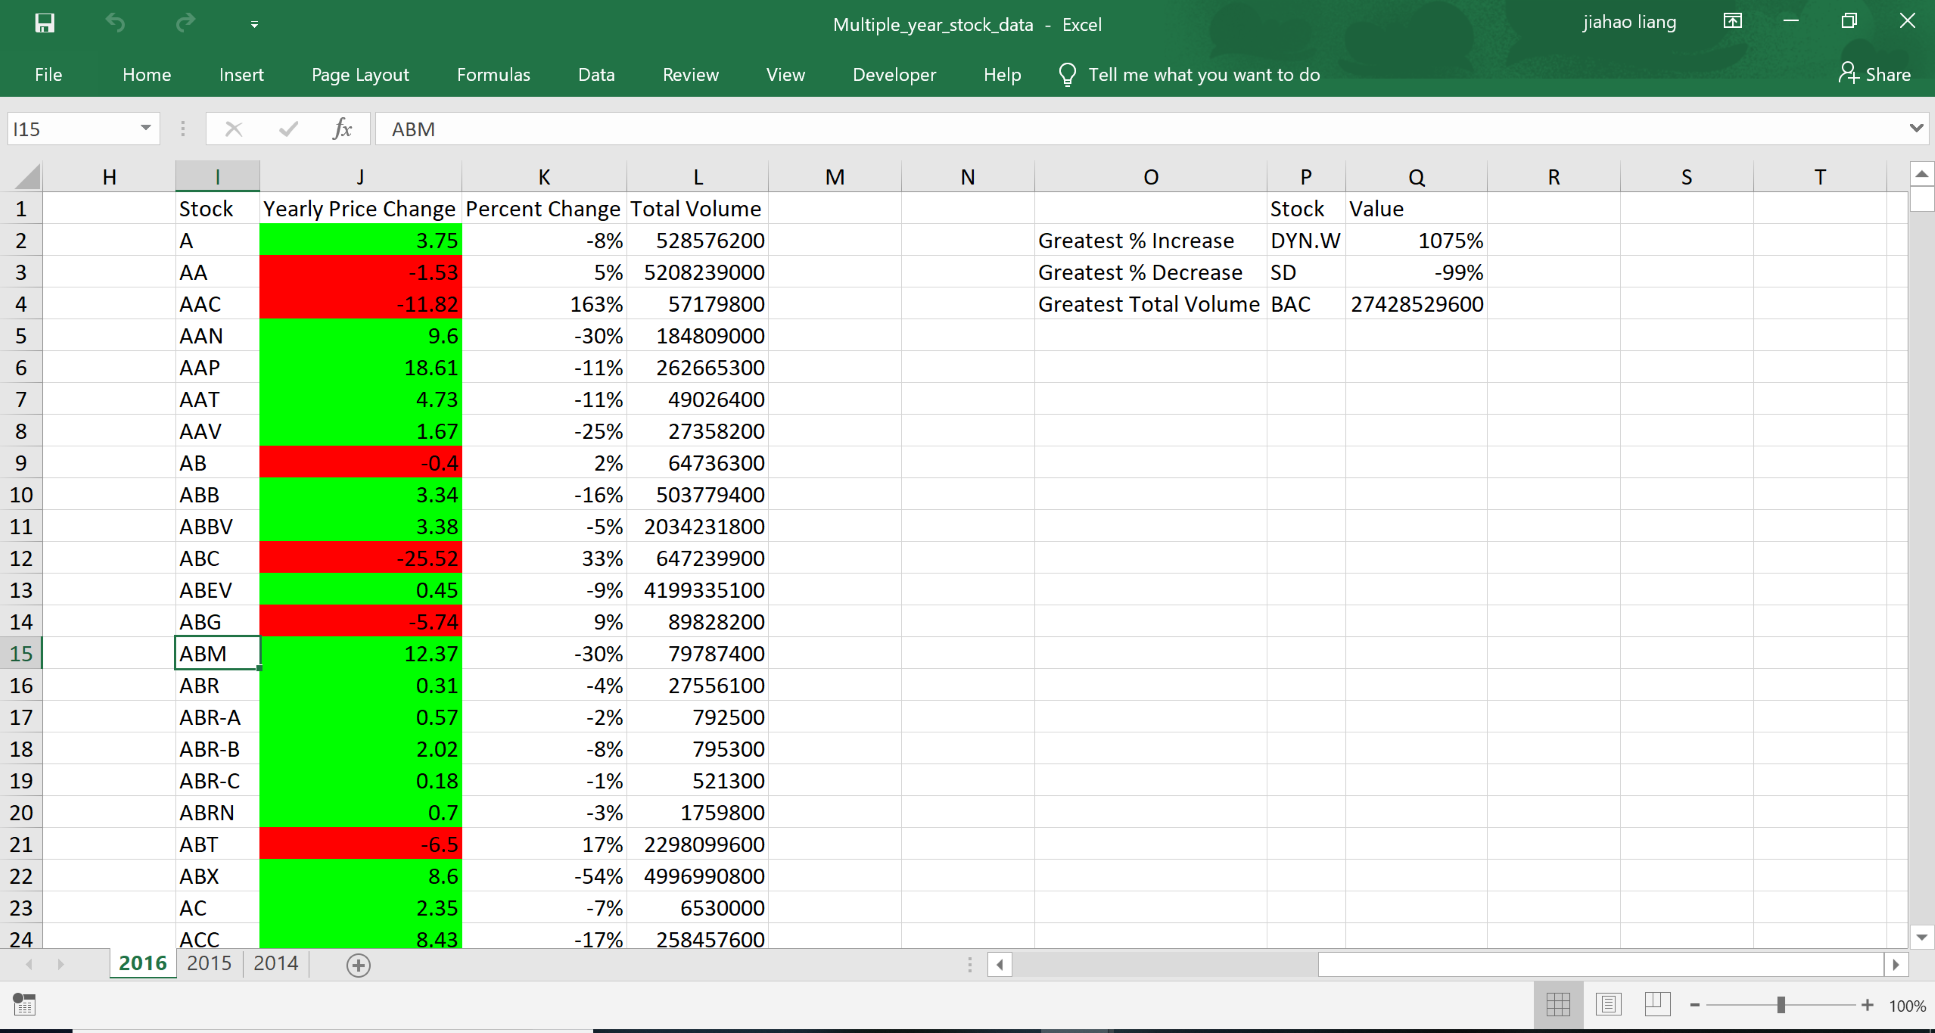 Multiple_year_stock_data - Excel
jiahao liang
File Home Insert Page Layout Formulas Data Review View Developer Help Tell me what you want to do Share
I15 fx ABM
H I J K L M N O P Q R S T
1 Stock Yearly Price Change Percent Change Total Volume Stock Value
2 A 3.75 -8% 528576200 Greatest % Increase DYN.W 1075%
3 AA -1.53 5% 5208239000 Greatest % Decrease SD -99%
4 AAC -11.82 163% 57179800 Greatest Total Volume BAC 27428529600
5 AAN 9.6 -30% 184809000
6 AAP 18.61 -11% 262665300
7 AAT 4.73 -11% 49026400
8 AAV 1.67 -25% 27358200
9 AB -0.4 2% 64736300
10 ABB 3.34 -16% 503779400
11 ABBV 3.38 -5% 2034231800
12 ABC -25.52 33% 647239900
13 ABEV 0.45 -9% 4199335100
14 ABG -5.74 9% 89828200
15 ABM 12.37 -30% 79787400
16 ABR 0.31 -4% 27556100
17 ABR-A 0.57 -2% 792500
18 ABR-B 2.02 -8% 795300
19 ABR-C 0.18 -1% 521300
20 ABRN 0.7 -3% 1759800
21 ABT -6.5 17% 2298099600
22 ABX 8.6 -54% 4996990800
23 AC 2.35 -7% 6530000
24 ACC 8.43 -17% 258457600
2016 2015 2014
100%